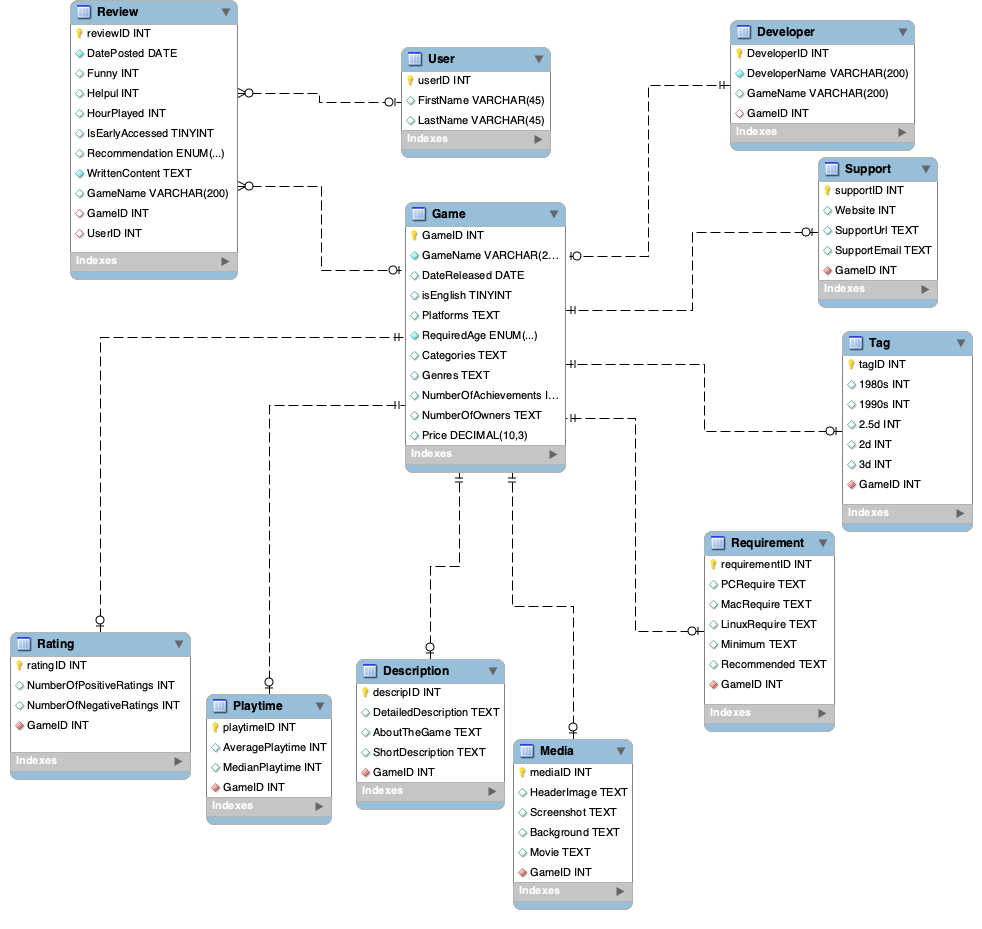 Review
reviewID INT
DatePosted DATE
Funny INT
Helpul INT
HourPlayed INT
IsEarlyAccessed TINYINT
Recommendation ENUM(...)
WrittenContent TEXT
GameName VARCHAR(200)
GameID INT
UserID INT
Indexes
User
userID INT
FirstName VARCHAR(45)
LastName VARCHAR(45)
Indexes
Developer
DeveloperID INT
DeveloperName VARCHAR(200)
GameName VARCHAR(200)
GameID INT
Indexes
Support
supportID INT
Website INT
SupportUrl TEXT
SupportEmail TEXT
GameID INT
Indexes
Game
GameID INT
GameName VARCHAR(2...
DateReleased DATE
isEnglish TINYINT
Platforms TEXT
RequiredAge ENUM(...)
Categories TEXT
Genres TEXT
NumberOfAchievements I...
NumberOfOwners TEXT
Price DECIMAL(10,3)
Indexes
Tag
tagID INT
1980s INT
1990s INT
2.5d INT
2d INT
3d INT
GameID INT
Indexes
Requirement
requirementID INT
PCRequire TEXT
MacRequire TEXT
LinuxRequire TEXT
Minimum TEXT
Recommended TEXT
GameID INT
Indexes
Rating
ratingID INT
NumberOfPositiveRatings INT
NumberOfNegativeRatings INT
GameID INT
Indexes
Playtime
playtimeID INT
AveragePlaytime INT
MedianPlaytime INT
GameID INT
Indexes
Description
descripID INT
DetailedDescription TEXT
AboutTheGame TEXT
ShortDescription TEXT
GameID INT
Indexes
Media
mediaID INT
HeaderImage TEXT
Screenshot TEXT
Background TEXT
Movie TEXT
GameID INT
Indexes